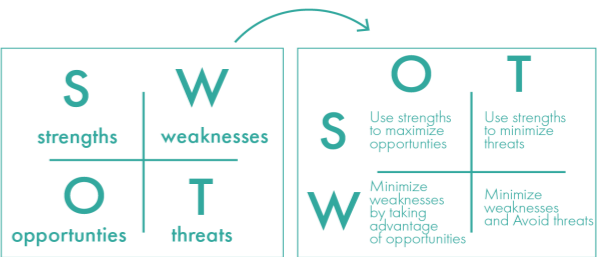 S W
strengths weaknesses
O T
opportunties threats
O T
S
Use strengths
to maximize
opportunties
Use strengths
to minimize
threats
W
Minimize
weaknesses
by taking
advantage
of opportunities
Minimize
weaknesses
and Avoid threats